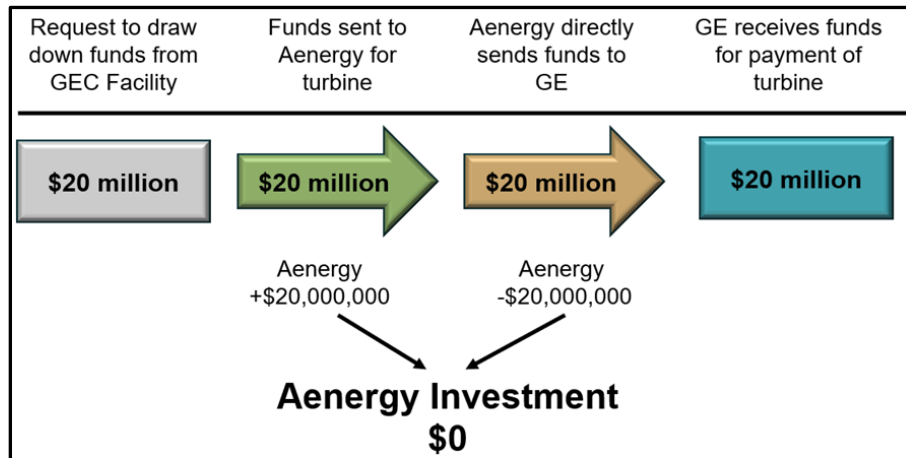 Request to draw
down funds from
GEC Facility
Funds sent to
Aenergy for
turbine
Aenergy directly
sends funds to
GE
GE receives funds
for payment of
turbine
$20 million
$20 million
$20 million
$20 million
Aenergy
+$20,000,000
Aenergy
-$20,000,000
Aenergy Investment
$0